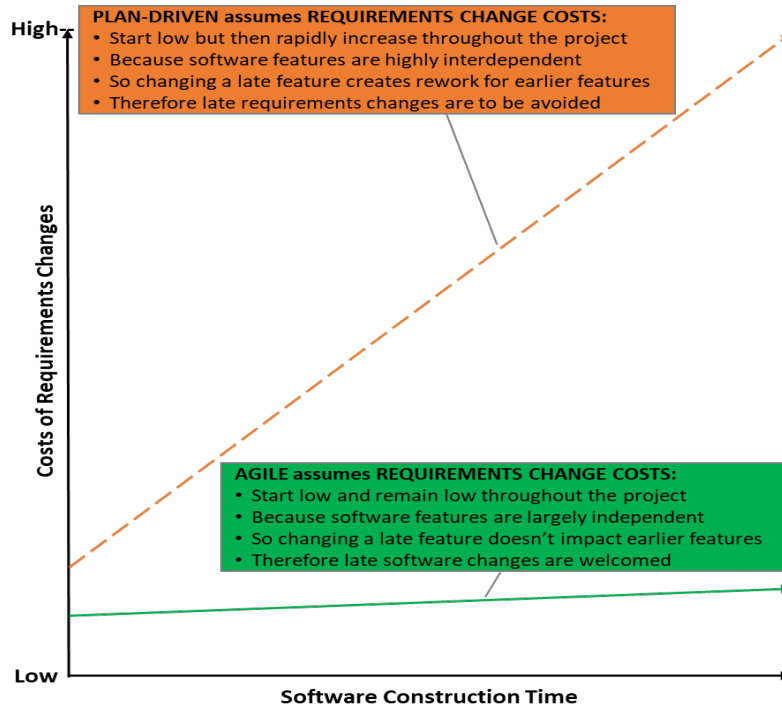 PLAN-DRIVEN assumes REQUIREMENTS CHANGE COSTS:
• Start low but then rapidly increase throughout the project
• Because software features are highly interdependent
• So changing a late feature creates rework for earlier features
• Therefore late requirements changes are to be avoided
High
Costs of Requirements Changes
AGILE assumes REQUIREMENTS CHANGE COSTS:
• Start low and remain low throughout the project
• Because software features are largely independent
• So changing a late feature doesn’t impact earlier features
• Therefore late software changes are welcomed
Low
Software Construction Time